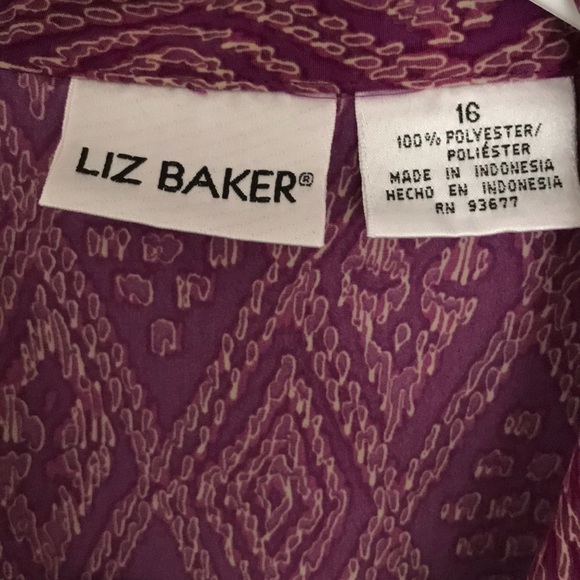 LIZ BAKER®
16
100% POLYESTER/
POLIÉSTER
MADE IN INDONESIA
HECHO EN INDONESIA
RN 93677